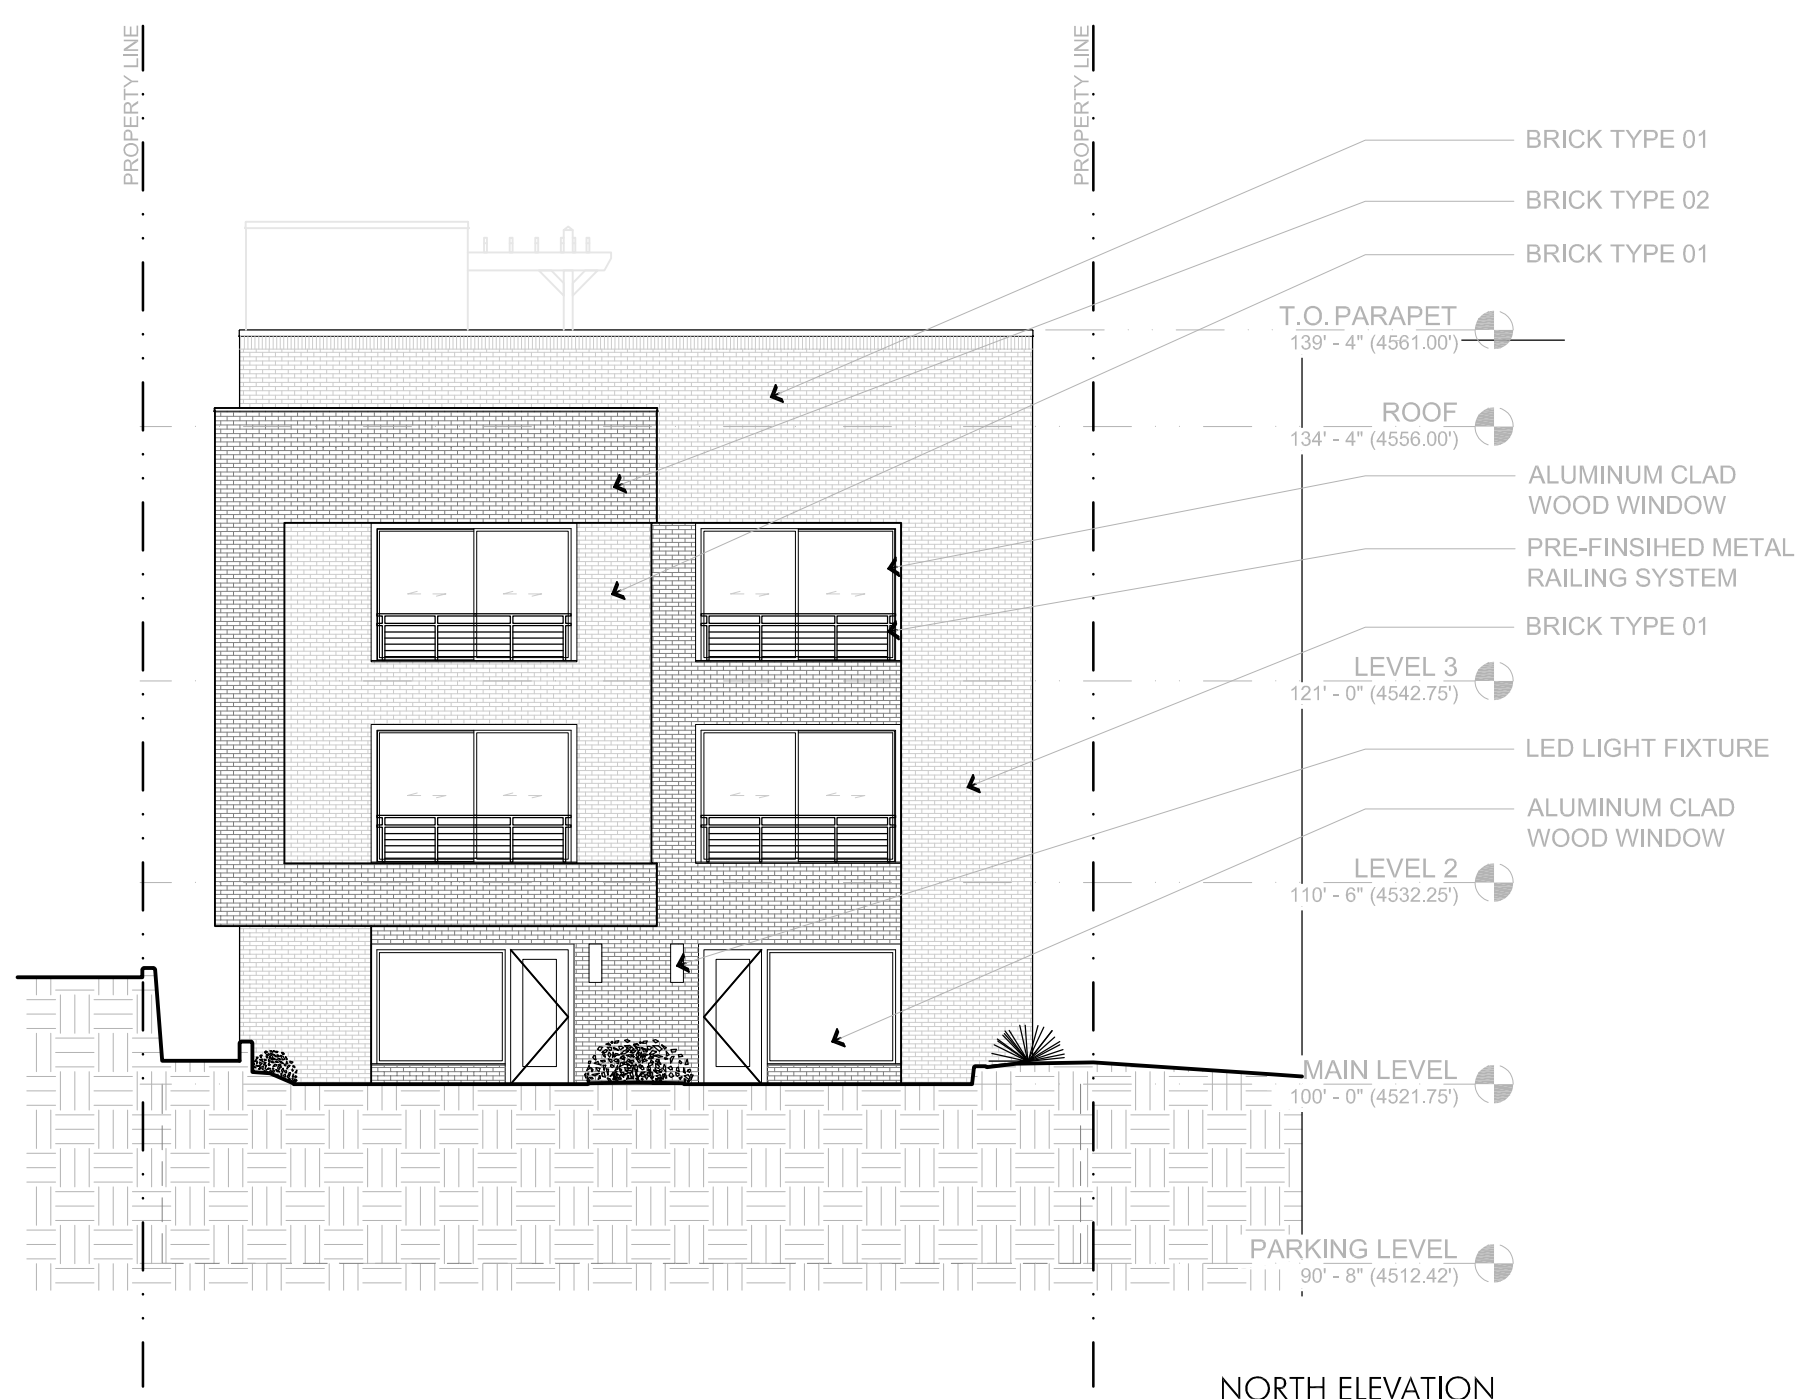 PROPERTY LINE
PROPERTY LINE
BRICK TYPE 01
BRICK TYPE 02
BRICK TYPE 01
T.O. PARAPET
139' - 4" (4561.00')
ROOF
134' - 4" (4556.00')
ALUMINUM CLAD
WOOD WINDOW
PRE-FINSIHED METAL
RAILING SYSTEM
BRICK TYPE 01
LEVEL 3
121' - 0" (4542.75')
LED LIGHT FIXTURE
ALUMINUM CLAD
WOOD WINDOW
LEVEL 2
110' - 6" (4532.25')
MAIN LEVEL
100' - 0" (4521.75')
PARKING LEVEL
90' - 8" (4512.42')
NORTH ELEVATION